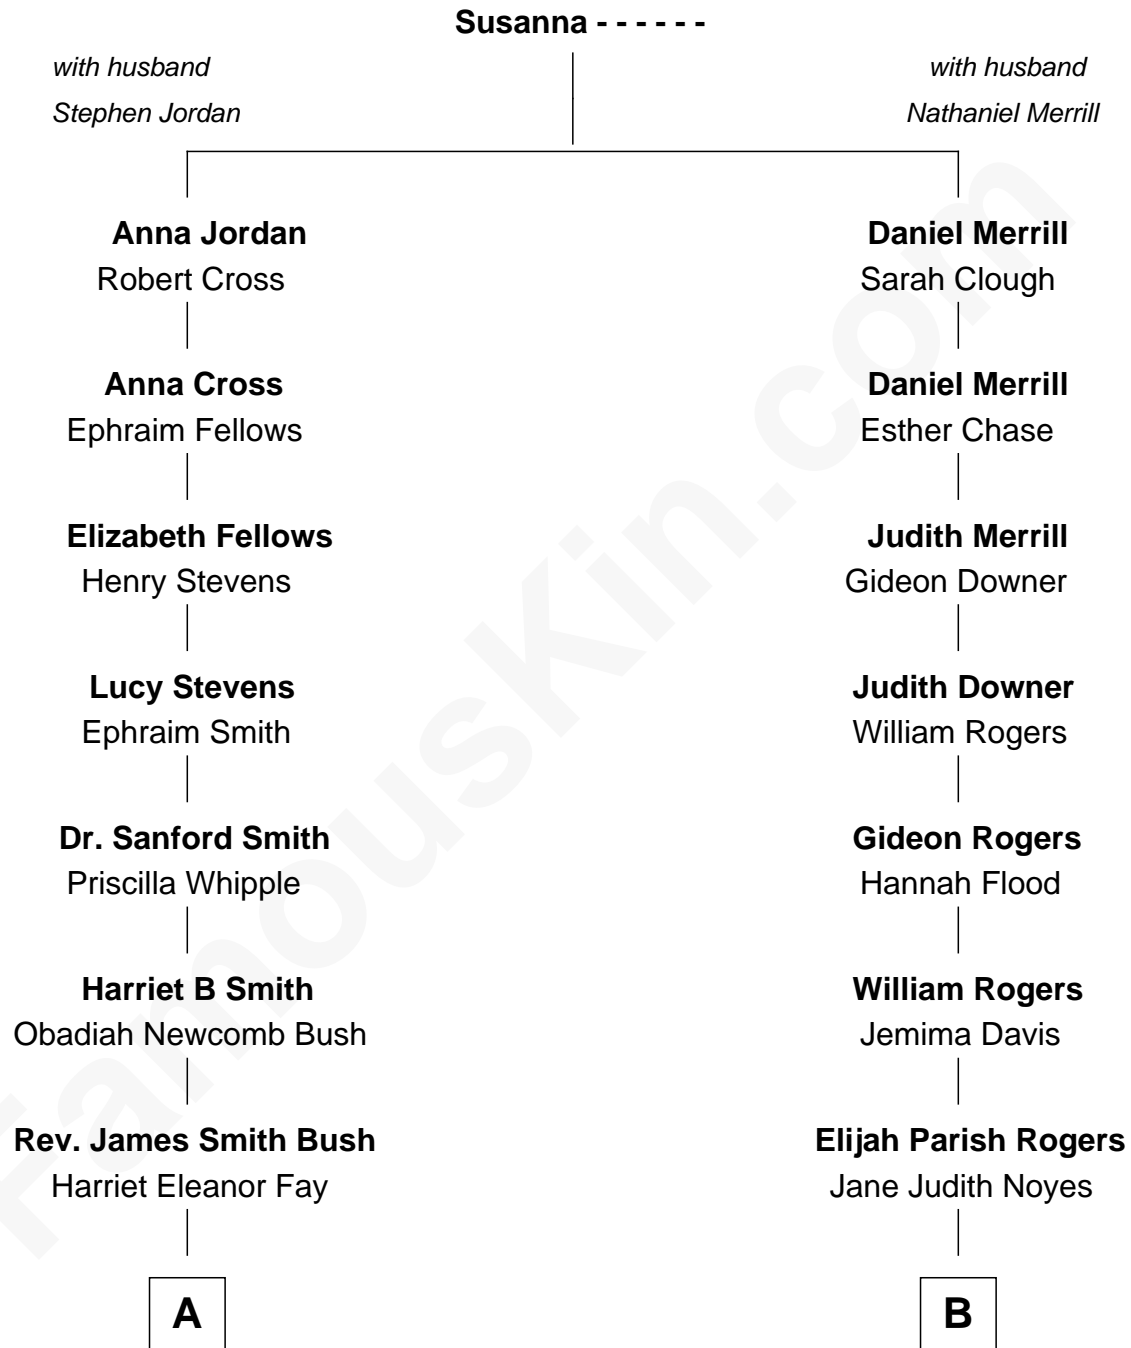 Susanna - - - - - -
with husband
Stephen Jordan
with husband
Nathaniel Merrill
Anna Jordan
Robert Cross
Daniel Merrill
Sarah Clough
Anna Cross
Ephraim Fellows
Daniel Merrill
Esther Chase
Elizabeth Fellows
Henry Stevens
Judith Merrill
Gideon Downer
Lucy Stevens
Ephraim Smith
Judith Downer
William Rogers
Dr. Sanford Smith
Priscilla Whipple
Gideon Rogers
Hannah Flood
Harriet B Smith
Obadiah Newcomb Bush
William Rogers
Jemima Davis
Rev. James Smith Bush
Harriet Eleanor Fay
Elijah Parish Rogers
Jane Judith Noyes
A
B
FamousKin.com